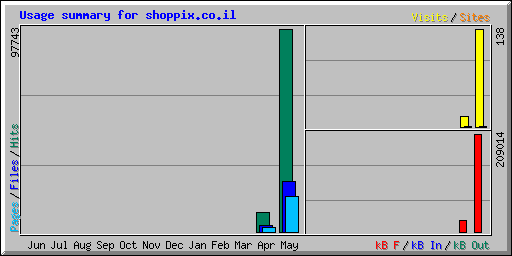 Usage summary for shoppix.co.il
Visits/Sites
97743
138
Pages/Files/Hits
209014
Jun Jul Aug Sep Oct Nov Dec Jan Feb Mar Apr May
kB F/kB In/kB Out